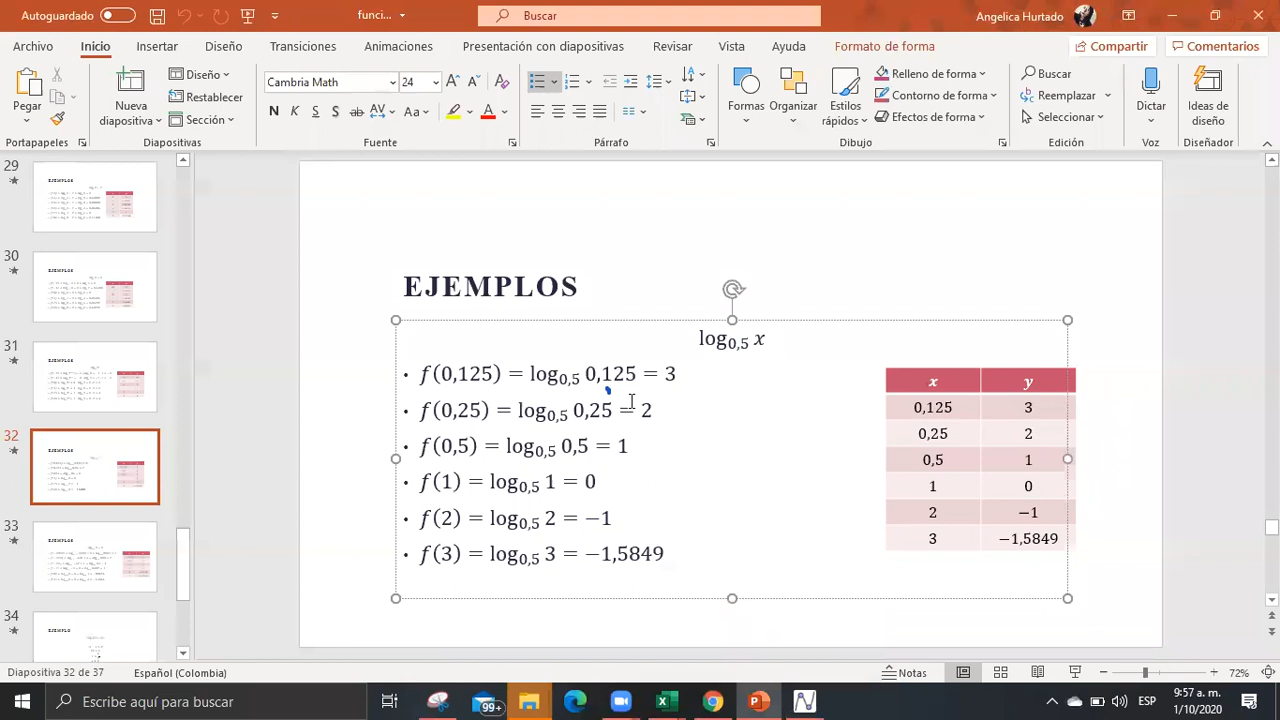 Autoguardado
funci...
Buscar
Angelica Hurtado
Archivo Inicio Insertar Diseño Transiciones Animaciones Presentación con diapositivas Revisar Vista Ayuda Formato de forma Compartir Comentarios
Pegar
Nueva diapositiva
Diseño
Restablecer
Sección
Cambria Math 24
N K S S ab AV Aa A
Formas
Organizar
Estilos rápidos
Relleno de forma
Contorno de forma
Efectos de forma
Buscar
Reemplazar
Seleccionar
Dictar
Ideas de diseño
Portapapeles Diapositivas Fuente Párrafo Dibujo Edición Voz Diseñador
29
30
31
32
33
34
EJEMPLOS
log₀,₅ x
• f(0,125) = log₀,₅ 0,125 = 3
• f(0,25) = log₀,₅ 0,25 = 2
• f(0,5) = log₀,₅ 0,5 = 1
• f(1) = log₀,₅ 1 = 0
• f(2) = log₀,₅ 2 = −1
• f(3) = log₀,₅ 3 = −1,5849
x y
0,125 3
0,25 2
0,5 1
1 0
2 −1
3 −1,5849
Diapositiva 32 de 37 Español (Colombia) Notas 72%
Escribe aquí para buscar
99+
ESP
9:57 a. m.
1/10/2020